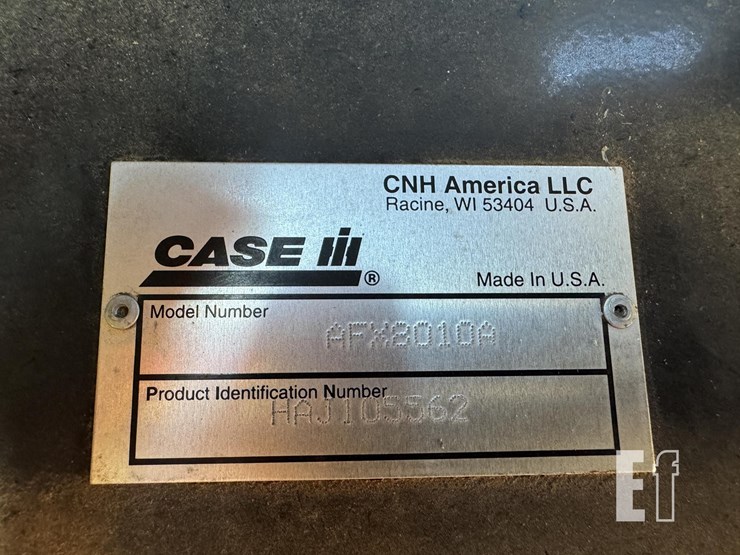 CNH America LLC
Racine, WI 53404 U.S.A.
CASE IH ®
Made In U.S.A.
Model Number
AFX8010A
Product Identification Number
HAJ105562
Ef